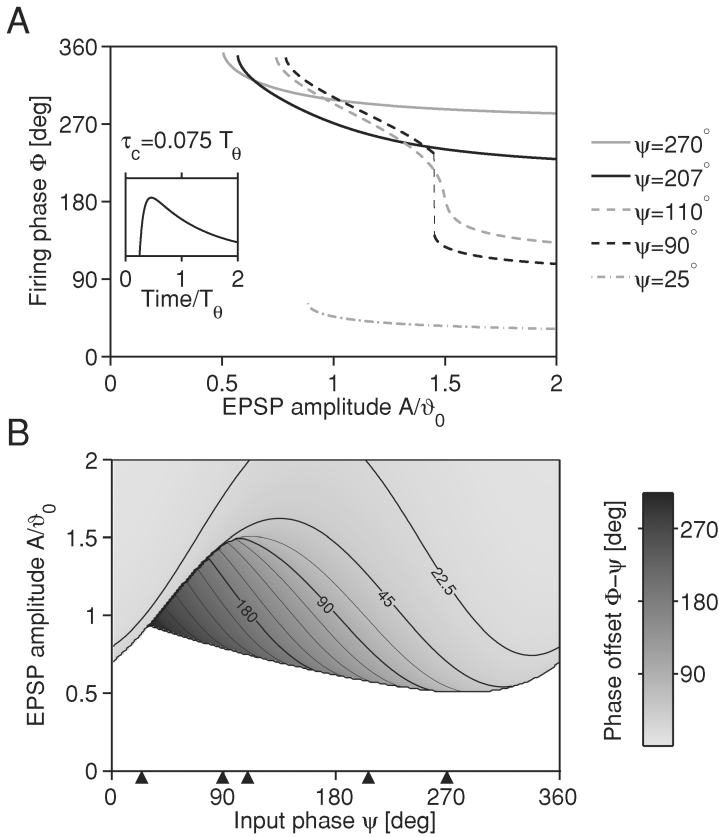 A
360
270
180
90
0
Firing phase Φ [deg]
τc=0.075 Tθ
0 1 2
Time/Tθ
0 0.5 1 1.5 2
EPSP amplitude A/ϑ0
ψ=270°
ψ=207°
ψ=110°
ψ=90°
ψ=25°
B
2
1.5
1
0.5
0
EPSP amplitude A/ϑ0
180
90
45
22.5
0 90 180 270 360
Input phase ψ [deg]
270
180
90
Phase offset Φ−ψ [deg]